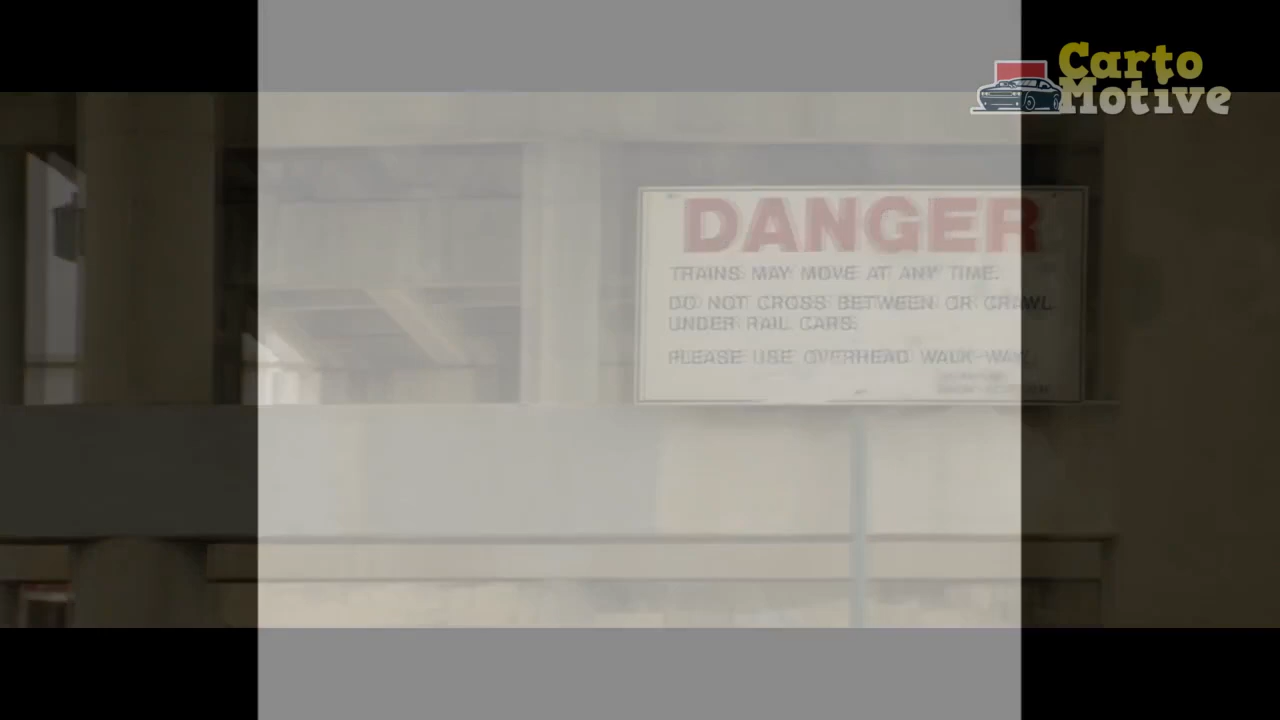 Carto
Motive
DANGER
TRAINS MAY MOVE AT ANY TIME.
DO NOT CROSS BETWEEN OR CRAWL
UNDER RAIL CARS.
PLEASE USE OVERHEAD WALK-WAY.